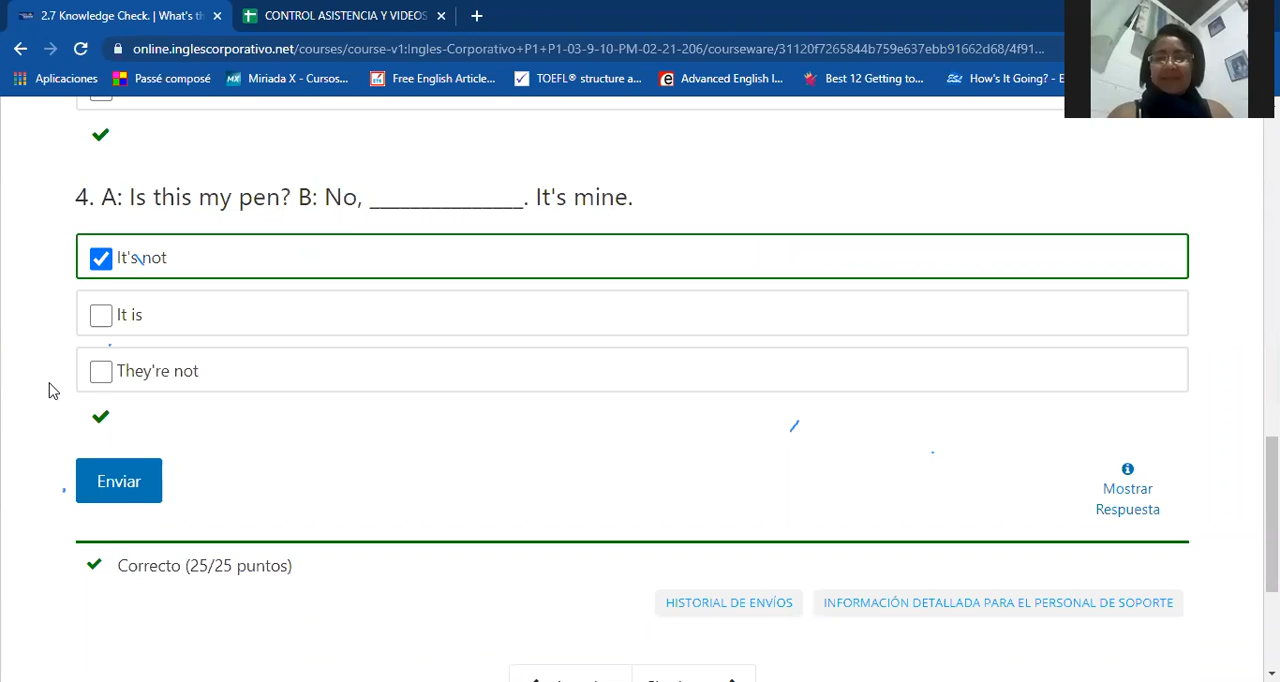 2.7 Knowledge Check. | What's th
CONTROL ASISTENCIA Y VIDEOS
online.inglescorporativo.net/courses/course-v1:Ingles-Corporativo+P1+P1-03-9-10-PM-02-21-206/courseware/31120f7265844b759e637ebb91662d68/4f91...
Aplicaciones Passé composé Miriada X - Cursos... Free English Article... TOEFL® structure a... Advanced English l... Best 12 Getting to... How's It Going? - E
4. A: Is this my pen? B: No, _______________. It's mine.
It's not
It is
They're not
Enviar
Mostrar
Respuesta
Correcto (25/25 puntos)
HISTORIAL DE ENVÍOS INFORMACIÓN DETALLADA PARA EL PERSONAL DE SOPORTE